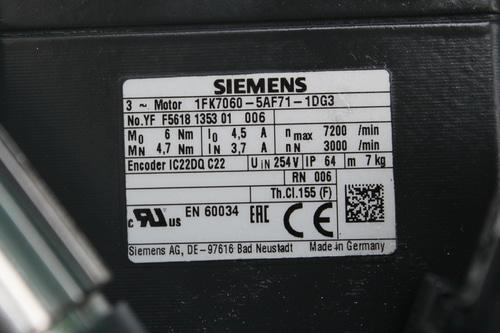 SIEMENS
3 ~ Motor 1FK7060-5AF71-1DG3
No.YF F5618 1353 01 006
M0 6 Nm I0 4,5 A nmax 7200 /min
MN 4,7 Nm IN 3,7 A nN 3000 /min
Encoder IC22DQ C22 UIN 254 V IP 64 m 7 kg
RN 006
Th.Cl.155 (F)
c RU us EN 60034 EAC CE
Siemens AG, DE-97616 Bad Neustadt Made in Germany